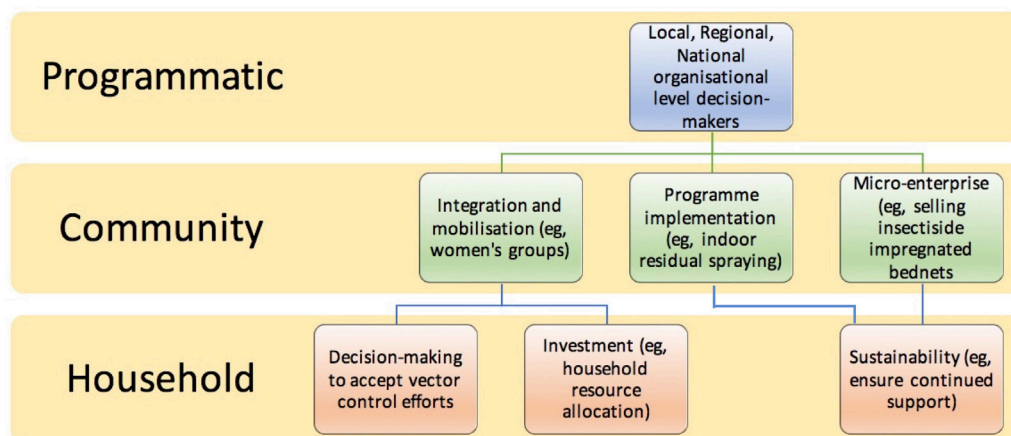 Programmatic
Local, Regional,
National
organisational
level decision-
makers
Community
Integration and
mobilisation (eg,
women's groups)
Programme
implementation
(eg, indoor
residual spraying)
Micro-enterprise
(eg, selling
insectiside
impregnated
bednets
Household
Decision-making
to accept vector
control efforts
Investment (eg,
household
resource
allocation)
Sustainability (eg,
ensure continued
support)